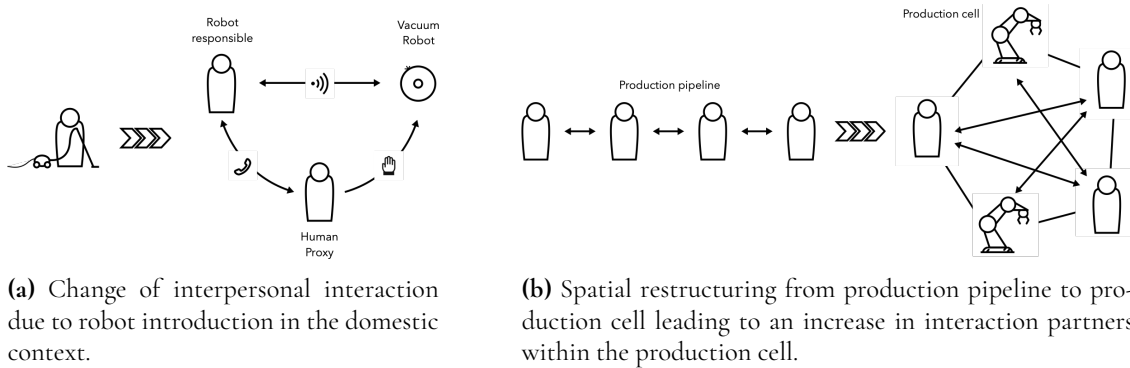 Robot
responsible
Vacuum
Robot
Human
Proxy
Production pipeline
Production cell
(a) Change of interpersonal interaction
due to robot introduction in the domestic
context.
(b) Spatial restructuring from production pipeline to pro-
duction cell leading to an increase in interaction partners
within the production cell.